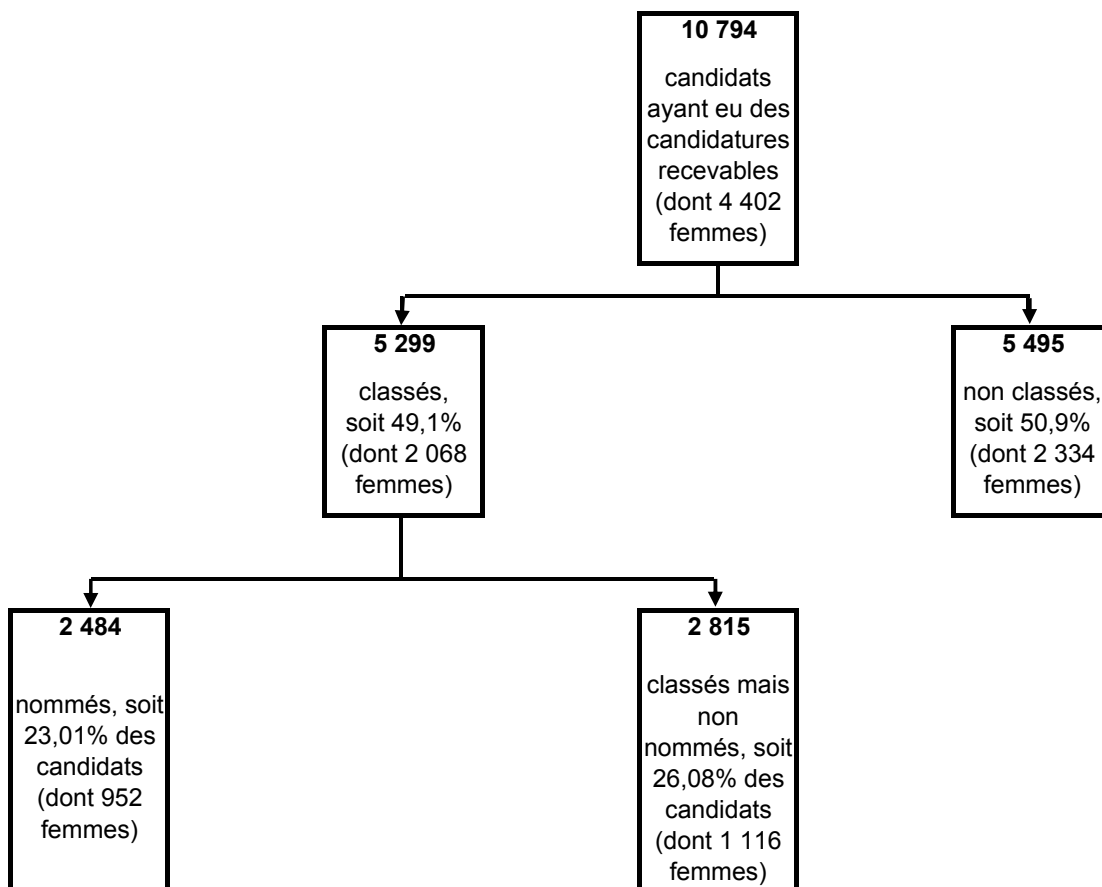 10 794
candidats
ayant eu des
candidatures
recevables
(dont 4 402
femmes)
5 299
classés,
soit 49,1%
(dont 2 068
femmes)
5 495
non classés,
soit 50,9%
(dont 2 334
femmes)
2 484
nommés, soit
23,01% des
candidats
(dont 952
femmes)
2 815
classés mais
non
nommés, soit
26,08% des
candidats
(dont 1 116
femmes)